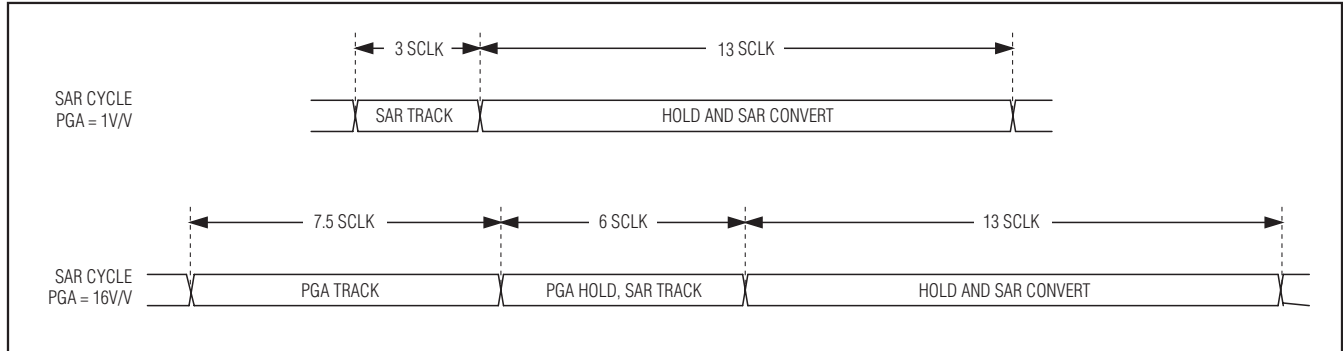 3 SCLK
13 SCLK
SAR CYCLE
PGA = 1V/V
SAR TRACK
HOLD AND SAR CONVERT
7.5 SCLK
6 SCLK
13 SCLK
SAR CYCLE
PGA = 16V/V
PGA TRACK
PGA HOLD, SAR TRACK
HOLD AND SAR CONVERT